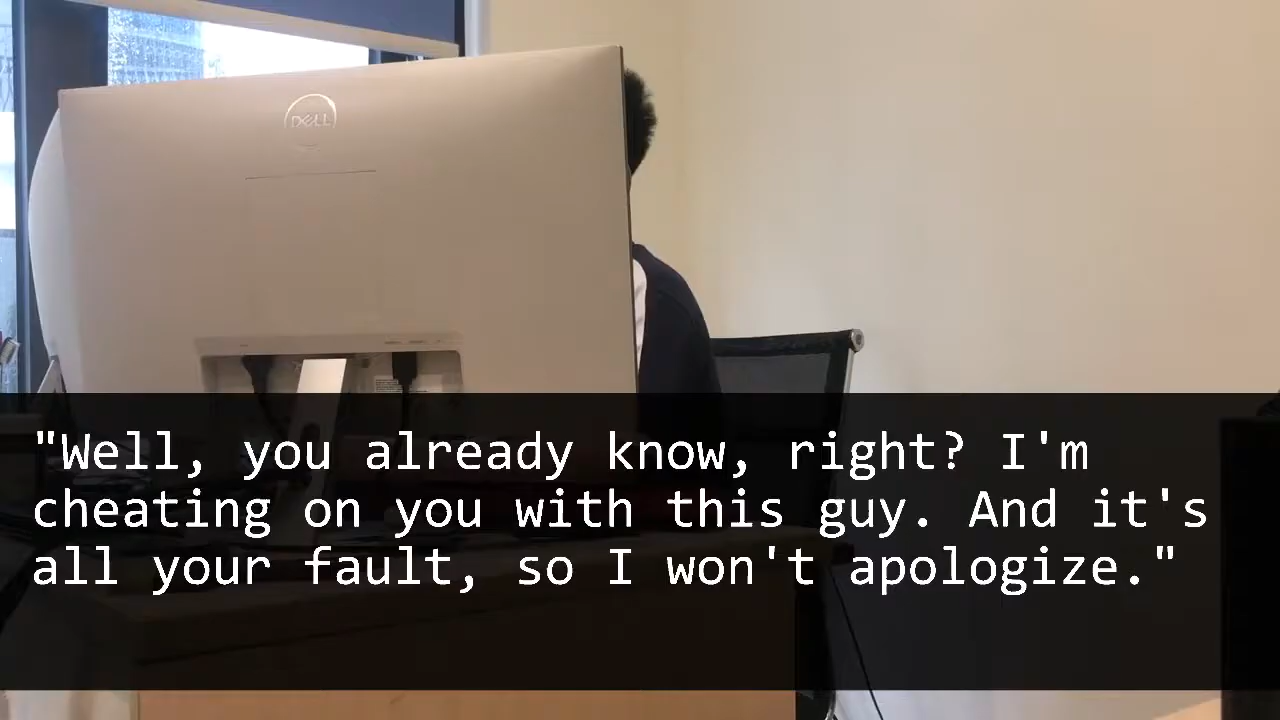 DELL
"Well, you already know, right? I'm
cheating on you with this guy. And it's
all your fault, so I won't apologize."